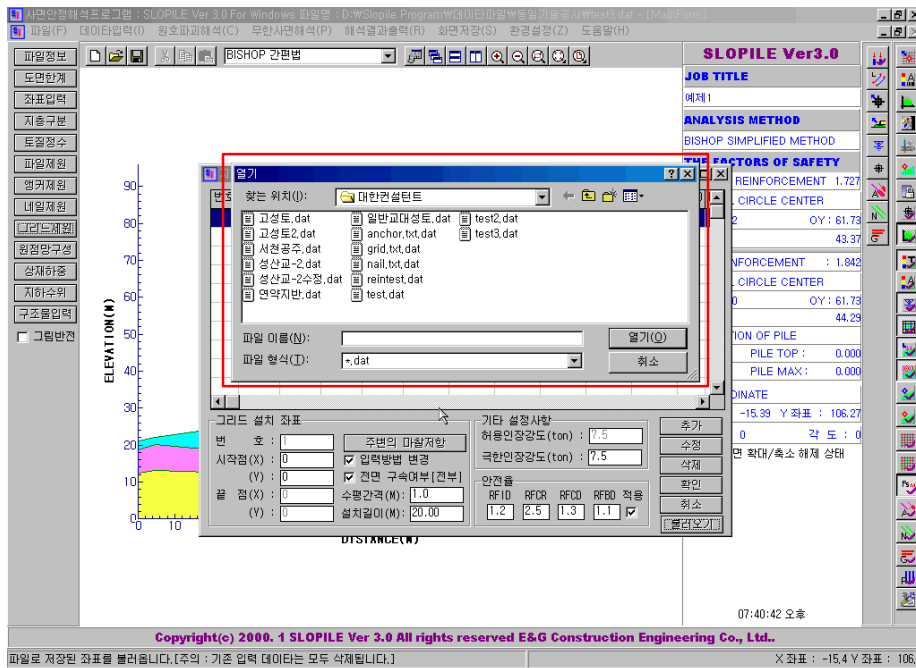 사면안정해석프로그램 : SLOPILE Ver 3,0 For Windows 파일명 : D:₩Slopile Program₩데이타파일₩동일기술공사₩test3,dat - [MainForm]
파일(F) 데이타입력(I) 원호파괴해석(C) 무한사면해석(P) 해석결과출력(R) 화면저장(S) 환경설정(Z) 도움말(H)
BISHOP 간편법
파일정보
도면한계
좌표입력
지층구분
토질정수
파일제원
앵커제원
네일제원
그리드제원
원점망구성
상재하중
지하수위
구조물입력
그림반전
ELEVATION(M)
90
80
70
60
50
40
30
20
10
0
0
10
DISTANCE(M)
열기
찾는 위치(I):
대한컨설턴트
고성토,dat
고성토2,dat
서천공주,dat
성산교-2,dat
성산교-2수정,dat
연약지반,dat
일반교대성토,dat
anchor,txt,dat
grid,txt,dat
nail,txt,dat
reintest,dat
test,dat
test2,dat
test3,dat
파일 이름(N):
열기(O)
파일 형식(T):
*,dat
취소
그리드 설치 좌표
번 호 : 1
시작점(X) : 0
(Y) : 0
끝 점(X) : 0
(Y) : 0
주변의 마찰저항
입력방법 변경
전면 구속여부[전부]
수평간격(M): 1.0
설치길이(M): 20.00
기타 설정사항
허용인장강도(ton) : 7.5
극한인장강도(ton) : 7.5
안전율
RFID RFCR RFCD RFBD 적용
1.2 2.5 1.3 1.1
추가
수정
삭제
확인
취소
불러오기
SLOPILE Ver3.0
JOB TITLE
예제1
ANALYSIS METHOD
BISHOP SIMPLIFIED METHOD
THE FACTORS OF SAFETY
REINFORCEMENT 1.727
CIRCLE CENTER
2 OY : 61.73
43.37
NFORCEMENT : 1.842
CIRCLE CENTER
0 OY : 61.73
44.29
ION OF PILE
PILE TOP : 0.000
PILE MAX : 0.000
DINATE
-15.39 Y 좌표 : 106.27
0 각 도 : 0
면 확대/축소 해제 상태
07:40:42 오후
Copyright(c) 2000. 1 SLOPILE Ver 3.0 All rights reserved E&G Construction Engineering Co., Ltd..
파일로 저장된 좌표를 불러옵니다.[주의 : 기존 입력 데이타는 모두 삭제됩니다.]
X 좌표 : -15,4 Y 좌표 : 106,